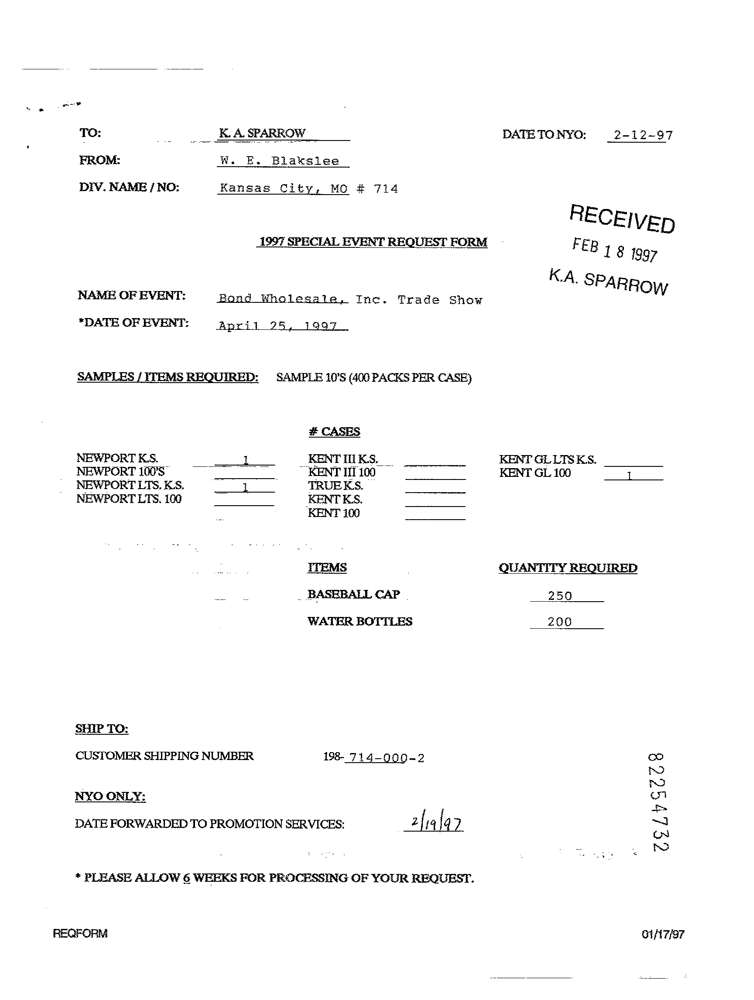 TO: K. A. SPARROW DATE TO NYO: 2-12-97
FROM: W. E. Blakslee
DIV. NAME / NO: Kansas City, MO # 714
RECEIVED
FEB 18 1997
K.A. SPARROW
1997 SPECIAL EVENT REQUEST FORM
NAME OF EVENT: Bond Wholesale, Inc. Trade Show
*DATE OF EVENT: April 25, 1997
SAMPLES / ITEMS REQUIRED: SAMPLE 10'S (400 PACKS PER CASE)
# CASES
NEWPORT K.S. 1 KENT III K.S. KENT GL LTS K.S.
NEWPORT 100'S KENT III 100 KENT GL 100 1
NEWPORT LTS. K.S. 1 TRUE K.S.
NEWPORT LTS. 100 KENT K.S.
KENT 100
ITEMS QUANTITY REQUIRED
BASEBALL CAP 250
WATER BOTTLES 200
SHIP TO:
CUSTOMER SHIPPING NUMBER 198- 714-000-2
NYO ONLY:
DATE FORWARDED TO PROMOTION SERVICES: 2/19/97
82254732
* PLEASE ALLOW 6 WEEKS FOR PROCESSING OF YOUR REQUEST.
REQFORM 01/17/97